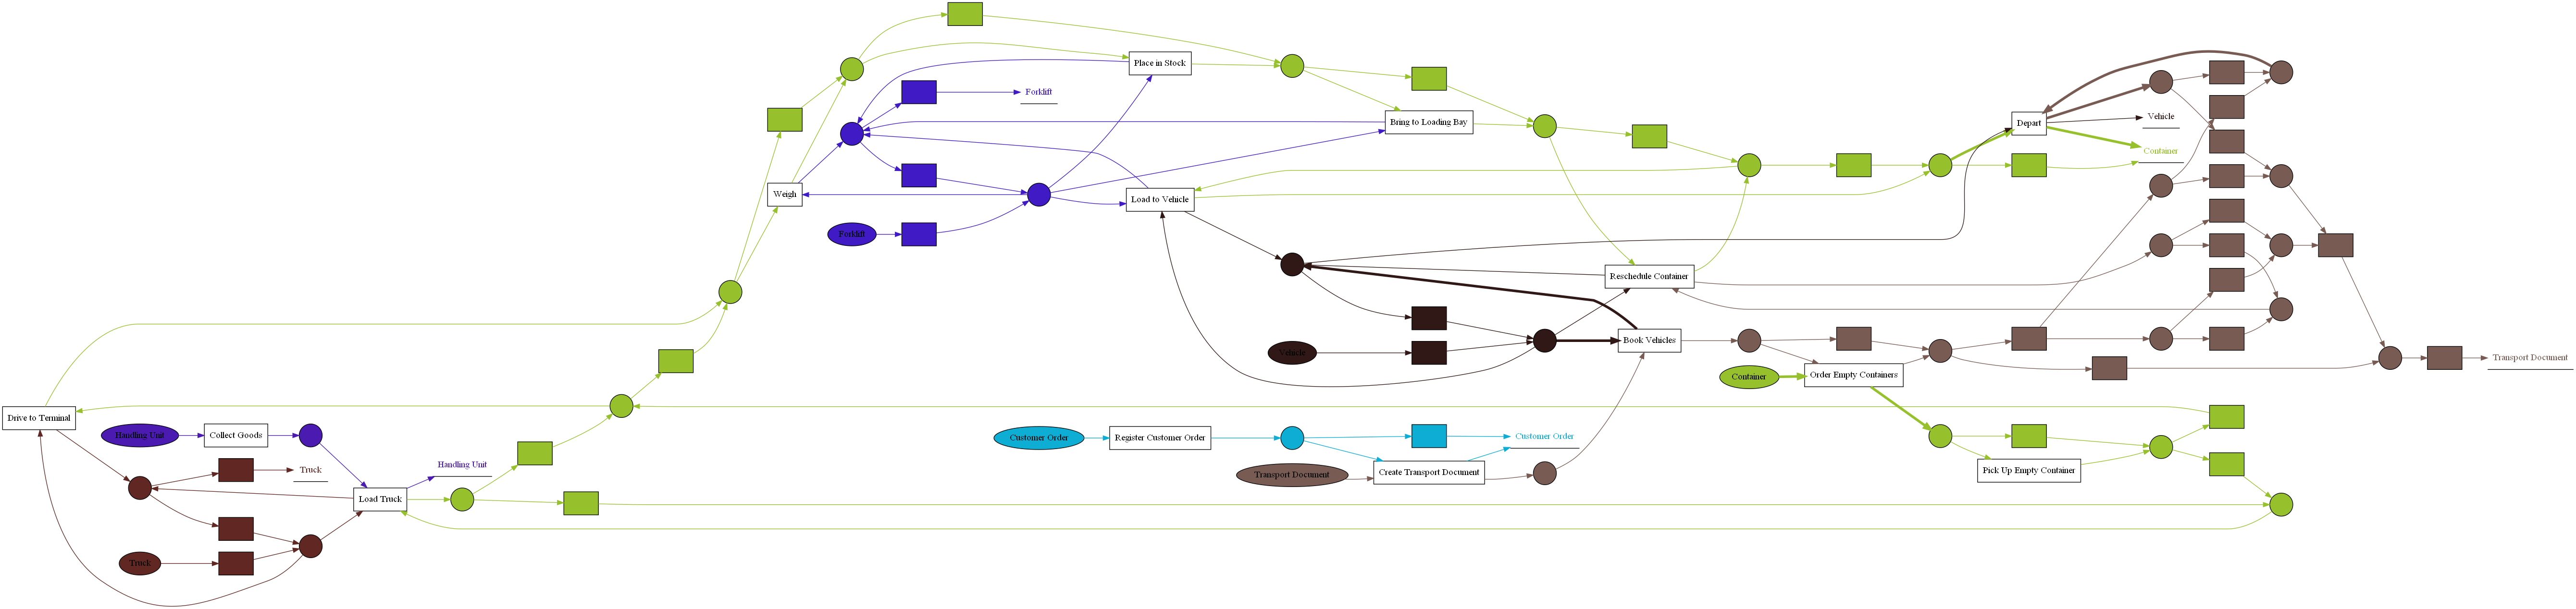 Place in Stock
Forklift
Bring to Loading Bay
Depart
Vehicle
Container
Weigh
Load to Vehicle
Forklift
Reschedule Container
Vehicle
Book Vehicles
Transport Document
Container
Order Empty Containers
Drive to Terminal
Handling Unit
Collect Goods
Customer Order
Register Customer Order
Customer Order
Truck
Handling Unit
Transport Document
Create Transport Document
Pick Up Empty Container
Load Truck
Truck